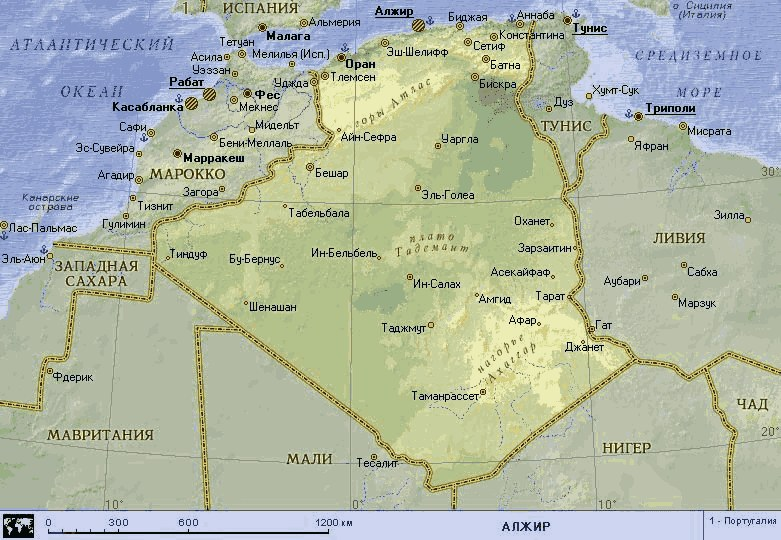 1
ИСПАНИЯ
о. Сицилия
(Италия)
Альмерия
Алжир
Биджая
Аннаба
Тунис
Малага
Тетуан
Константина
АТЛАНТИЧЕСКИЙ
Мелилья (Исп.)
Эш-Шелифф
Сетиф
СРЕДИЗЕМНОЕ
Асила
Оран
Батна
Уэззан
Тлемсен
Бискра
Рабат
Уджда
ОКЕАН
Фес
Хумт-Сук
МОРЕ
Касабланка
Мекнес
горы Атлас
Дуз
Триполи
Сафи
Мидельт
ТУНИС
Мисрата
Эс-Сувейра
Бени-Меллаль
Айн-Сефра
Уаргла
Яфран
Марракеш
МАРОККО
Бешар
30°
Агадир
Загора
Эль-Голеа
Канарские
острова
Тизнит
Табельбала
Зилла
Гулимин
Оханет
Лас-Пальмас
плато
Тадемаит
ЛИВИЯ
Эль-Аюн
Тиндуф
Бу-Бернус
Ин-Бельбель
Зарзаитин
ЗАПАДНАЯ
САХАРА
Асекайфаф
Сабха
Ин-Салах
Аубари
Шенашан
Амгид
Тарат
Марзук
Таджмут
Афар
Гат
нагорье
Ахаггар
Джанет
Фдерик
Таманрассет
ЧАД
МАВРИТАНИЯ
20°
НИГЕР
МАЛИ
Тесалит
10°
0°
10°
0 300 600 1200 км
АЛЖИР
1 - Португалия